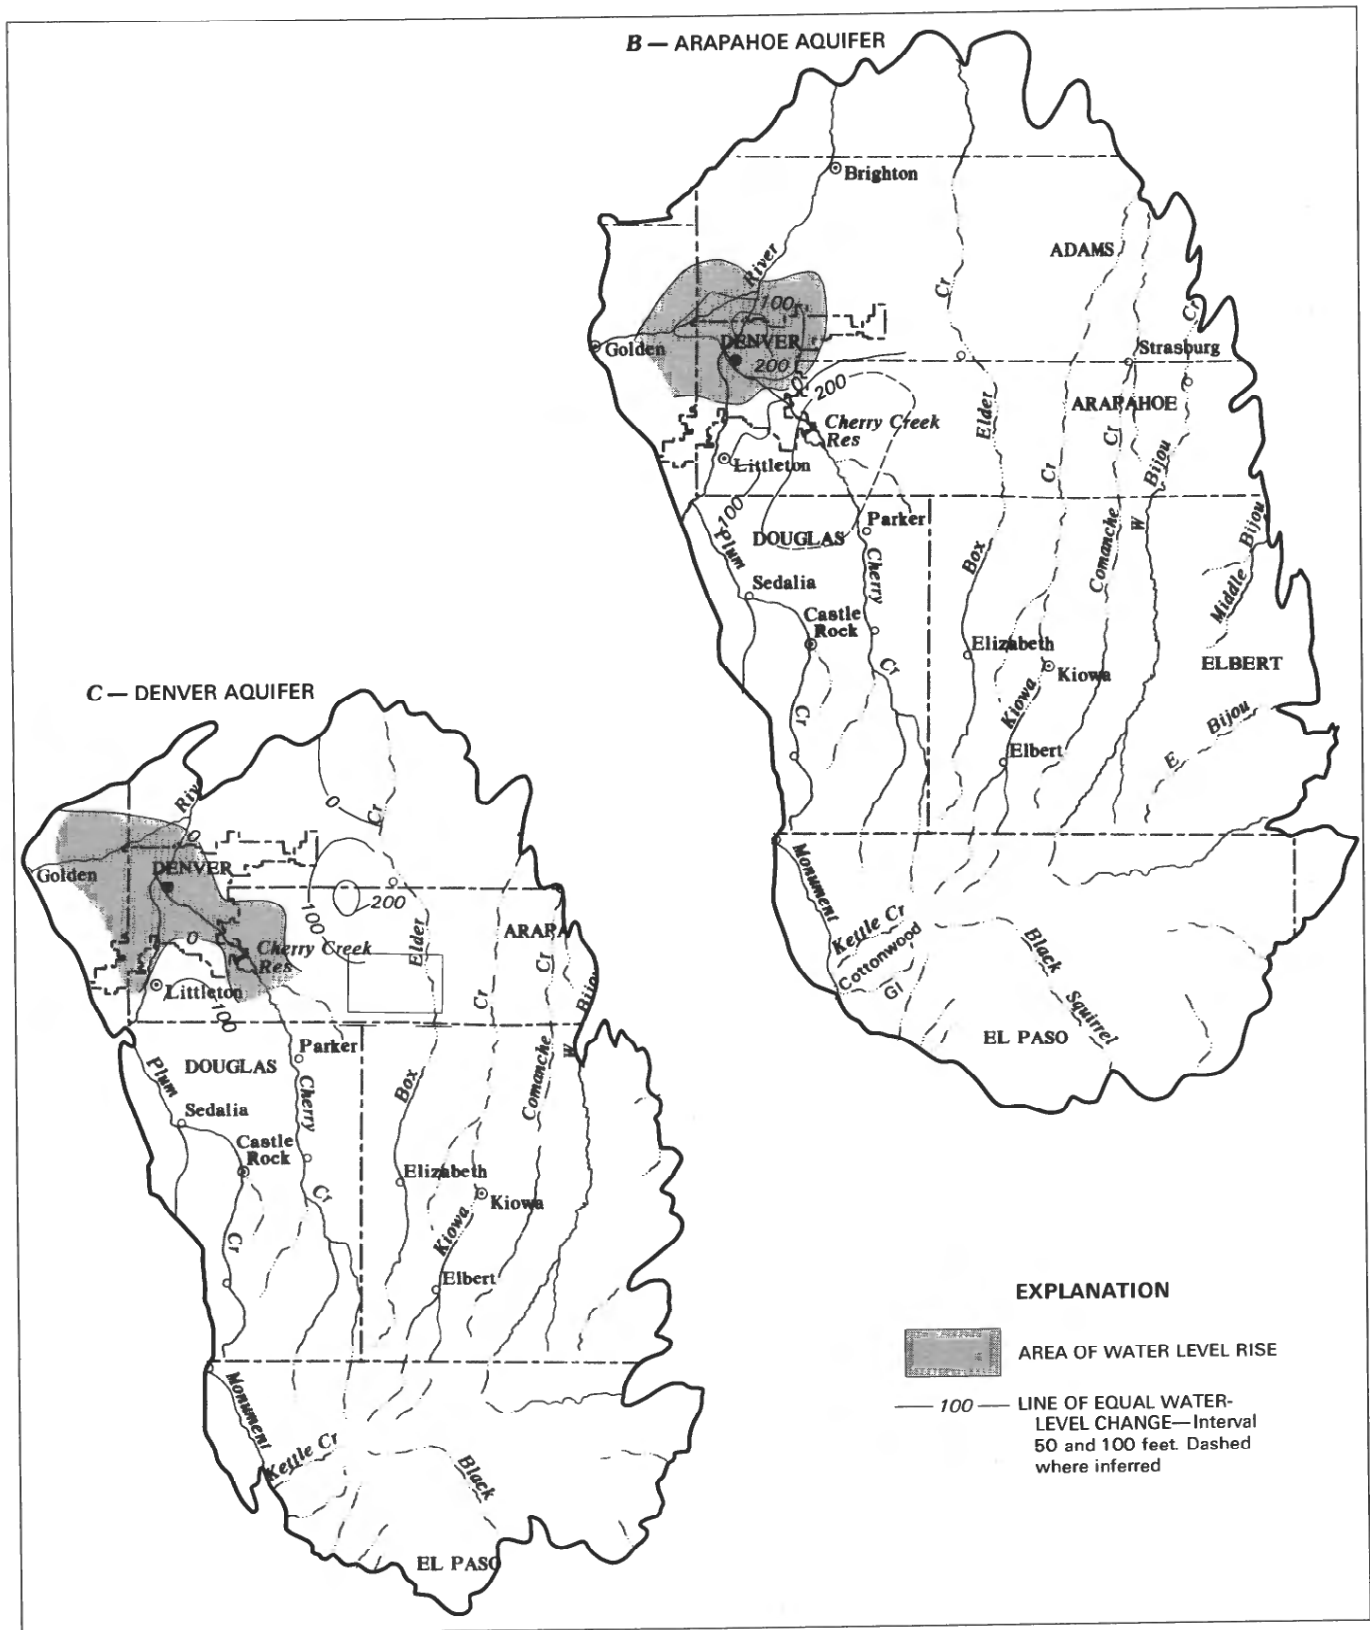 B — ARAPAHOE AQUIFER
Brighton
ADAMS
River
Cr
Cr
100
Golden
DENVER
200
Strasburg
0
200
ARAPAHOE
Cherry Creek
Res
Elder
Cr
Cr
Bijou
Littleton
100
Parker
W
DOUGLAS
Plum
Cherry
Box
Comanche
Middle
Bijou
Sedalia
Castle
Rock
Elizabeth
Cr
Kiowa
Kiowa
ELBERT
Cr
Elbert
E
Bijou
Monument
Kettle Cr
Cottonwood
Black
Squirrel
EL PASO
C — DENVER AQUIFER
0
Cr
0
Golden
DENVER
100
200
Elder
ARAPA
0
Cherry Creek
Res
Cr
Cr
Littleton
100
Parker
W
DOUGLAS
Plum
Cherry
Box
Comanche
Sedalia
Castle
Rock
Elizabeth
Cr
Kiowa
Kiowa
Cr
Elbert
Monument
Kettle Cr
Black
EL PASO
EXPLANATION
AREA OF WATER LEVEL RISE
— 100 — LINE OF EQUAL WATER-
LEVEL CHANGE—Interval
50 and 100 feet. Dashed
where inferred